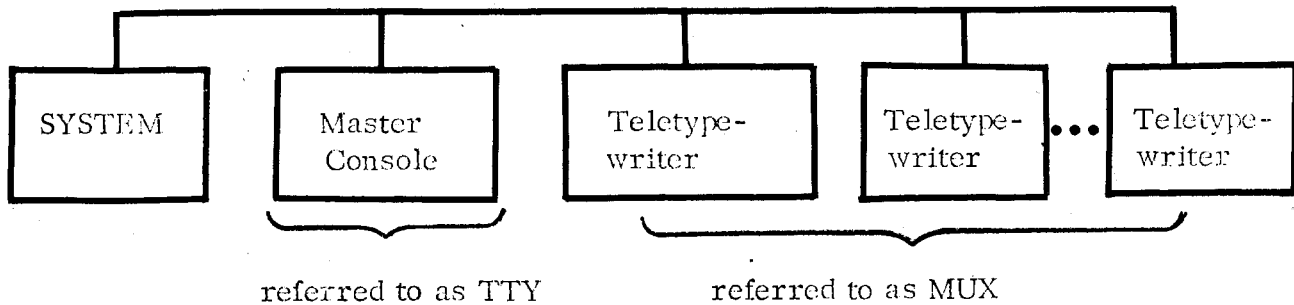 SYSTEM
Master
Console
Teletype-
writer
Teletype-
writer
Teletype-
writer
referred to as TTY
referred to as MUX